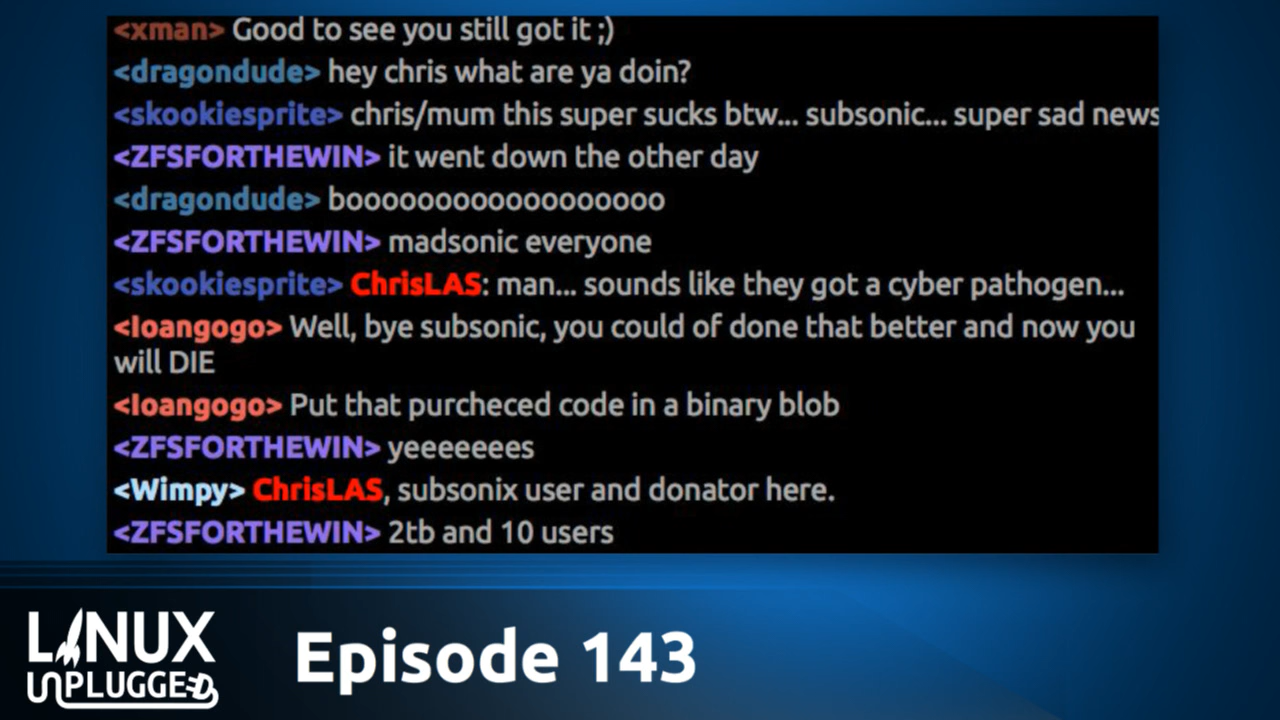 <xman> Good to see you still got it ;)
<dragondude> hey chris what are ya doin?
<skookiesprite> chris/mum this super sucks btw... subsonic... super sad news
<ZFSFORTHEWIN> it went down the other day
<dragondude> booooooooooooooooooo
<ZFSFORTHEWIN> madsonic everyone
<skookiesprite> ChrisLAS: man... sounds like they got a cyber pathogen...
<loangogo> Well, bye subsonic, you could of done that better and now you
will DIE
<loangogo> Put that purcheced code in a binary blob
<ZFSFORTHEWIN> yeeeeeees
<Wimpy> ChrisLAS, subsonix user and donator here.
<ZFSFORTHEWIN> 2tb and 10 users
LINUX
UNPLUGGED
Episode 143